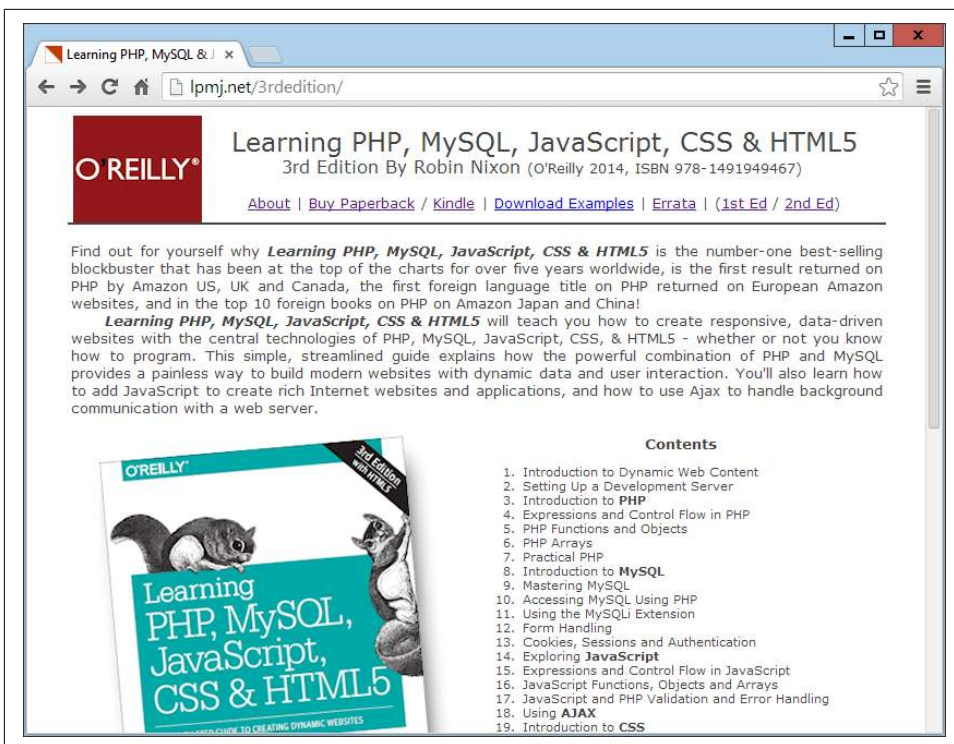 Learning PHP, MySQL & J
lpmj.net/3rdedition/
O'REILLY®
Learning PHP, MySQL, JavaScript, CSS & HTML5
3rd Edition By Robin Nixon (O'Reilly 2014, ISBN 978-1491949467)
About | Buy Paperback / Kindle | Download Examples | Errata | (1st Ed / 2nd Ed)
Find out for yourself why Learning PHP, MySQL, JavaScript, CSS & HTML5 is the number-one best-selling
blockbuster that has been at the top of the charts for over five years worldwide, is the first result returned on
PHP by Amazon US, UK and Canada, the first foreign language title on PHP returned on European Amazon
websites, and in the top 10 foreign books on PHP on Amazon Japan and China!
Learning PHP, MySQL, JavaScript, CSS & HTML5 will teach you how to create responsive, data-driven
websites with the central technologies of PHP, MySQL, JavaScript, CSS, & HTML5 - whether or not you know
how to program. This simple, streamlined guide explains how the powerful combination of PHP and MySQL
provides a painless way to build modern websites with dynamic data and user interaction. You'll also learn how
to add JavaScript to create rich Internet websites and applications, and how to use Ajax to handle background
communication with a web server.
O'REILLY®
3rd Edition
with HTML5
Learning
PHP, MySQL,
JavaScript,
CSS & HTML5
GUIDE TO CREATING DYNAMIC WEBSITES
Contents
1. Introduction to Dynamic Web Content
2. Setting Up a Development Server
3. Introduction to PHP
4. Expressions and Control Flow in PHP
5. PHP Functions and Objects
6. PHP Arrays
7. Practical PHP
8. Introduction to MySQL
9. Mastering MySQL
10. Accessing MySQL Using PHP
11. Using the MySQLi Extension
12. Form Handling
13. Cookies, Sessions and Authentication
14. Exploring JavaScript
15. Expressions and Control Flow in JavaScript
16. JavaScript Functions, Objects and Arrays
17. JavaScript and PHP Validation and Error Handling
18. Using AJAX
19. Introduction to CSS